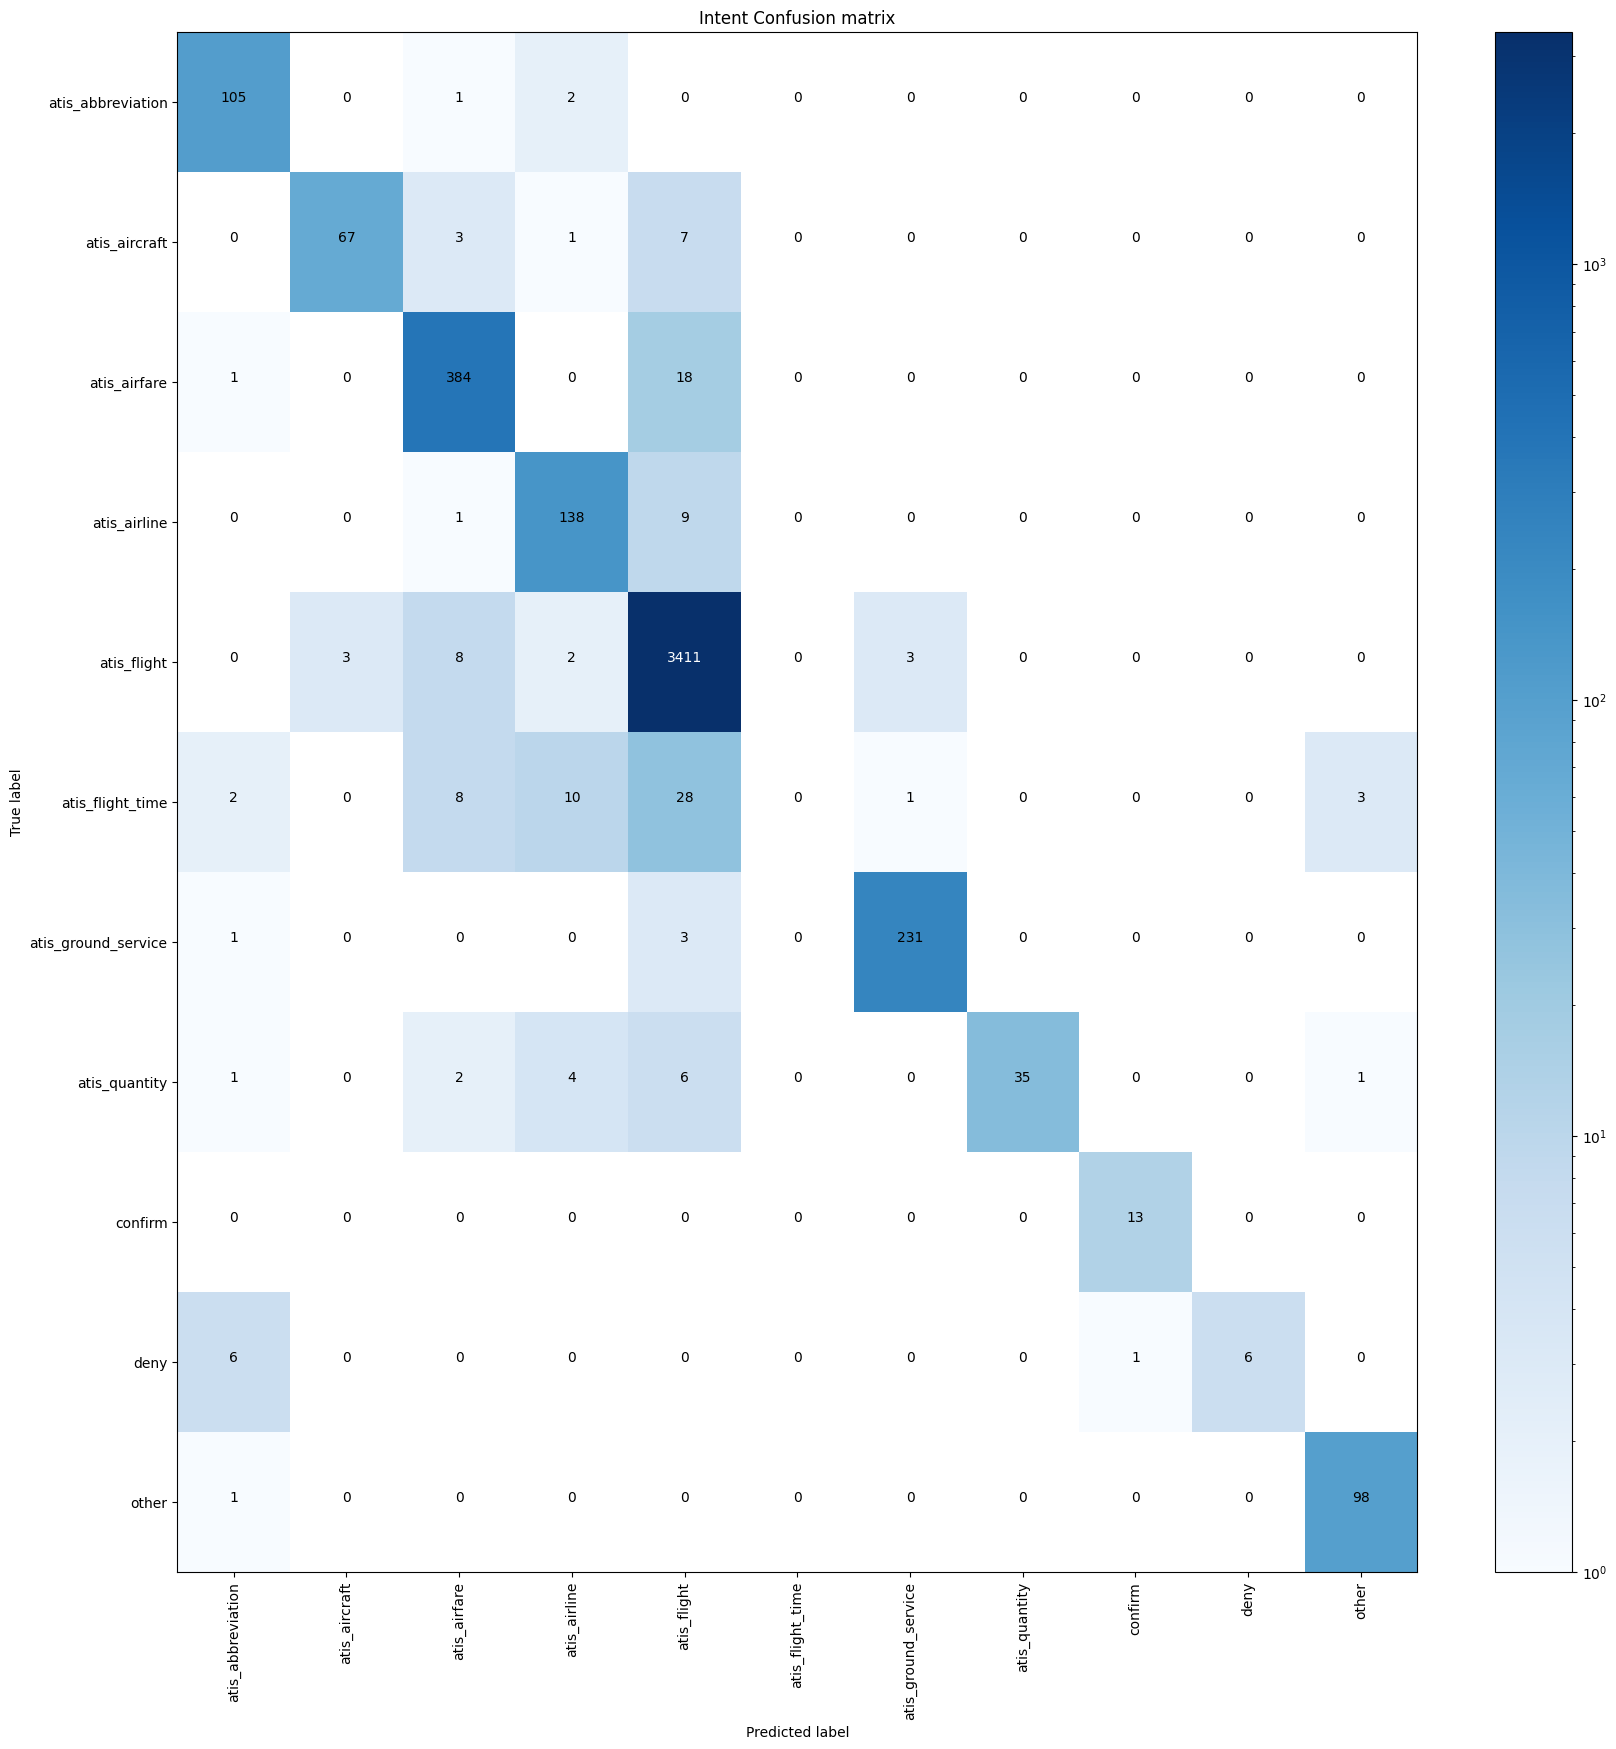 Intent Confusion matrix
atis_abbreviation 105 0 1 2 0 0 0 0 0 0 0
atis_aircraft 0 67 3 1 7 0 0 0 0 0 0
atis_airfare 1 0 384 0 18 0 0 0 0 0 0
atis_airline 0 0 1 138 9 0 0 0 0 0 0
atis_flight 0 3 8 2 3411 0 3 0 0 0 0
atis_flight_time 2 0 8 10 28 0 1 0 0 0 3
atis_ground_service 1 0 0 0 3 0 231 0 0 0 0
atis_quantity 1 0 2 4 6 0 0 35 0 0 1
confirm 0 0 0 0 0 0 0 0 13 0 0
deny 6 0 0 0 0 0 0 0 1 6 0
other 1 0 0 0 0 0 0 0 0 0 98
True label
atis_abbreviation
atis_aircraft
atis_airfare
atis_airline
atis_flight
atis_flight_time
atis_ground_service
atis_quantity
confirm
deny
other
Predicted label
10³
10²
10¹
10⁰